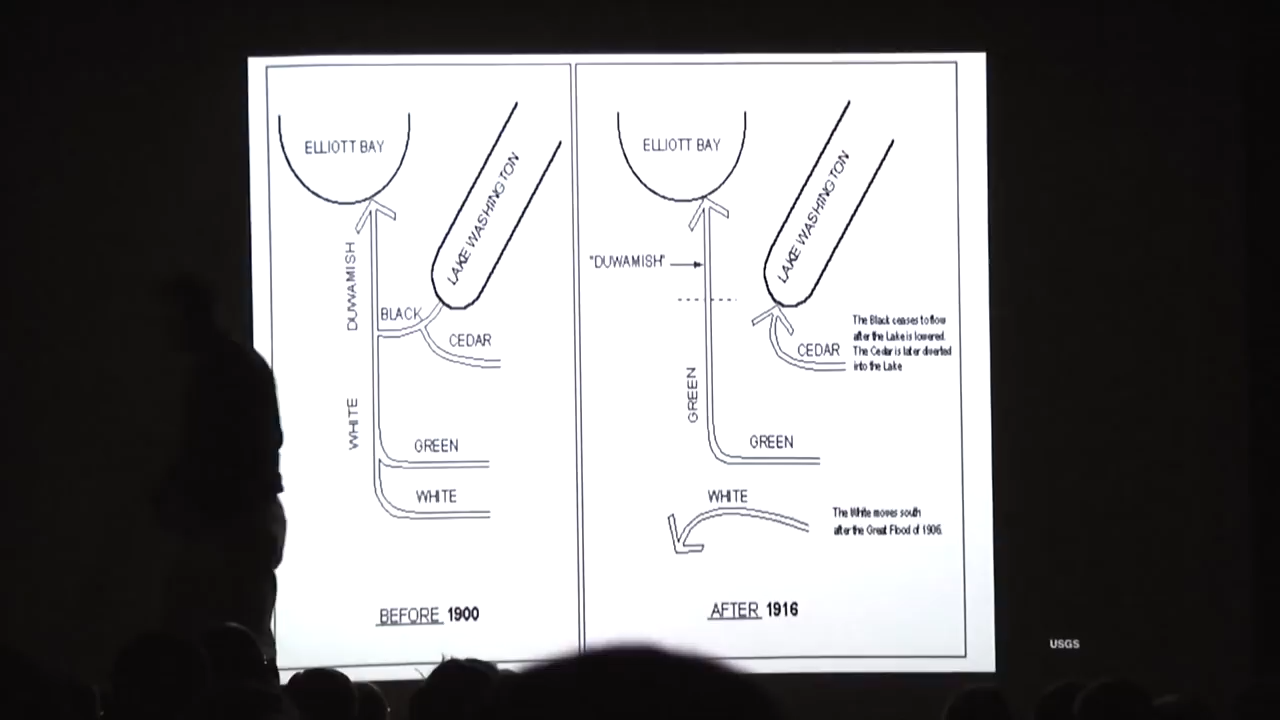 ELLIOTT BAY
LAKE WASHINGTON
DUWAMISH
BLACK
CEDAR
WHITE
GREEN
WHITE
BEFORE 1900
ELLIOTT BAY
LAKE WASHINGTON
"DUWAMISH"
The Black ceases to flow
after the Lake is lowered.
The Cedar is later diverted
into the Lake
CEDAR
GREEN
GREEN
WHITE
The White moves south
after the Great Flood of 1906.
AFTER 1916
USGS